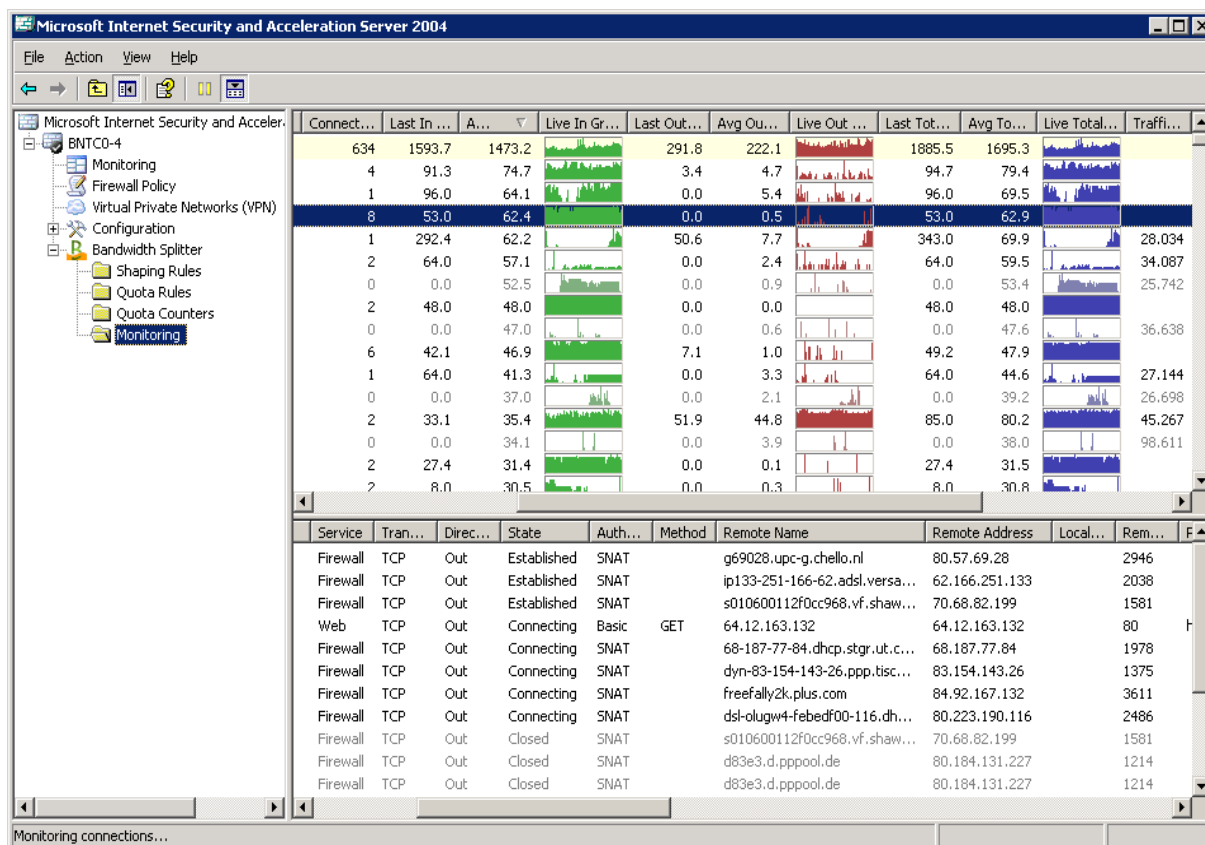 Microsoft Internet Security and Acceleration Server 2004
File Action View Help
Microsoft Internet Security and Acceler
BNTC0-4
Monitoring
Firewall Policy
Virtual Private Networks (VPN)
Configuration
Bandwidth Splitter
Shaping Rules
Quota Rules
Quota Counters
Monitoring
Connect... Last In ... A... Live In Gr... Last Out... Avg Ou... Live Out ... Last Tot... Avg To... Live Total... Traffi...
634 1593.7 1473.2 291.8 222.1 1885.5 1695.3
4 91.3 74.7 3.4 4.7 94.7 79.4
1 96.0 64.1 0.0 5.4 96.0 69.5
8 53.0 62.4 0.0 0.5 53.0 62.9
1 292.4 62.2 50.6 7.7 343.0 69.9 28.034
2 64.0 57.1 0.0 2.4 64.0 59.5 34.087
0 0.0 52.5 0.0 0.9 0.0 53.4 25.742
2 48.0 48.0 0.0 0.0 48.0 48.0
0 0.0 47.0 0.0 0.6 0.0 47.6 36.638
6 42.1 46.9 7.1 1.0 49.2 47.9
1 64.0 41.3 0.0 3.3 64.0 44.6 27.144
0 0.0 37.0 0.0 2.1 0.0 39.2 26.698
2 33.1 35.4 51.9 44.8 85.0 80.2 45.267
0 0.0 34.1 0.0 3.9 0.0 38.0 98.611
2 27.4 31.4 0.0 0.1 27.4 31.5
2 8.0 30.5 0.0 0.3 8.0 30.8
Service Tran... Direc... State Auth... Method Remote Name Remote Address Local... Rem...
Firewall TCP Out Established SNAT g69028.upc-g.chello.nl 80.57.69.28 2946
Firewall TCP Out Established SNAT ip133-251-166-62.adsl.versa... 62.166.251.133 2038
Firewall TCP Out Established SNAT s010600112f0cc968.vf.shaw... 70.68.82.199 1581
Web TCP Out Connecting Basic GET 64.12.163.132 64.12.163.132 80
Firewall TCP Out Connecting SNAT 68-187-77-84.dhcp.stgr.ut.c... 68.187.77.84 1978
Firewall TCP Out Connecting SNAT dyn-83-154-143-26.ppp.tisc... 83.154.143.26 1375
Firewall TCP Out Connecting SNAT freefally2k.plus.com 84.92.167.132 3611
Firewall TCP Out Connecting SNAT dsl-olugw4-febedf00-116.dh... 80.223.190.116 2486
Firewall TCP Out Closed SNAT s010600112f0cc968.vf.shaw... 70.68.82.199 1581
Firewall TCP Out Closed SNAT d83e3.d.pppool.de 80.184.131.227 1214
Firewall TCP Out Closed SNAT d83e3.d.pppool.de 80.184.131.227 1214
Monitoring connections...